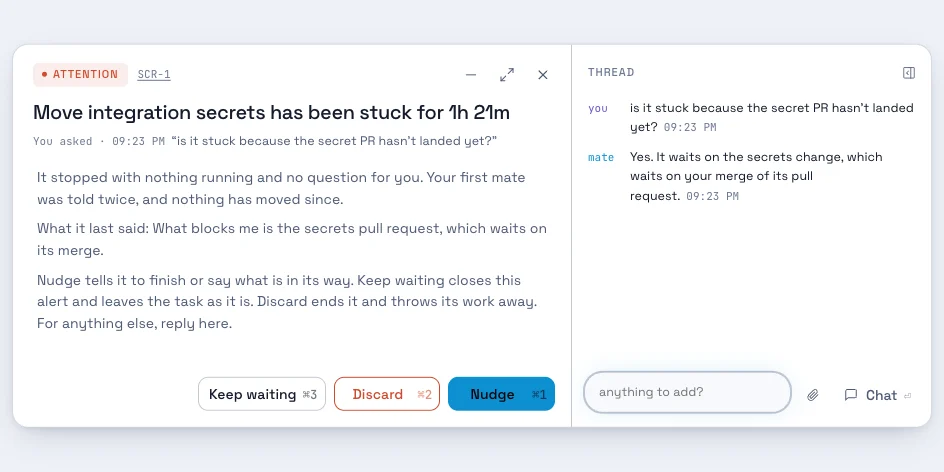 ATTENTION SCR-1
Move integration secrets has been stuck for 1h 21m
You asked · 09:23 PM “is it stuck because the secret PR hasn’t landed yet?”
It stopped with nothing running and no question for you. Your first mate
was told twice, and nothing has moved since.
What it last said: What blocks me is the secrets pull request, which waits on
its merge.
Nudge tells it to finish or say what is in its way. Keep waiting closes this
alert and leaves the task as it is. Discard ends it and throws its work away.
For anything else, reply here.
Keep waiting ⌘3 Discard ⌘2 Nudge ⌘1
THREAD
you is it stuck because the secret PR hasn’t landed
yet? 09:23 PM
mate Yes. It waits on the secrets change, which
waits on your merge of its pull
request. 09:23 PM
anything to add?
Chat ⏎